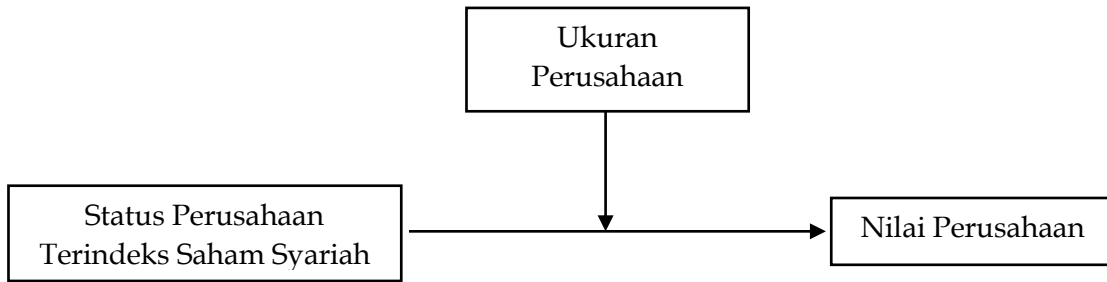 Ukuran
Perusahaan
Status Perusahaan
Terindeks Saham Syariah
Nilai Perusahaan